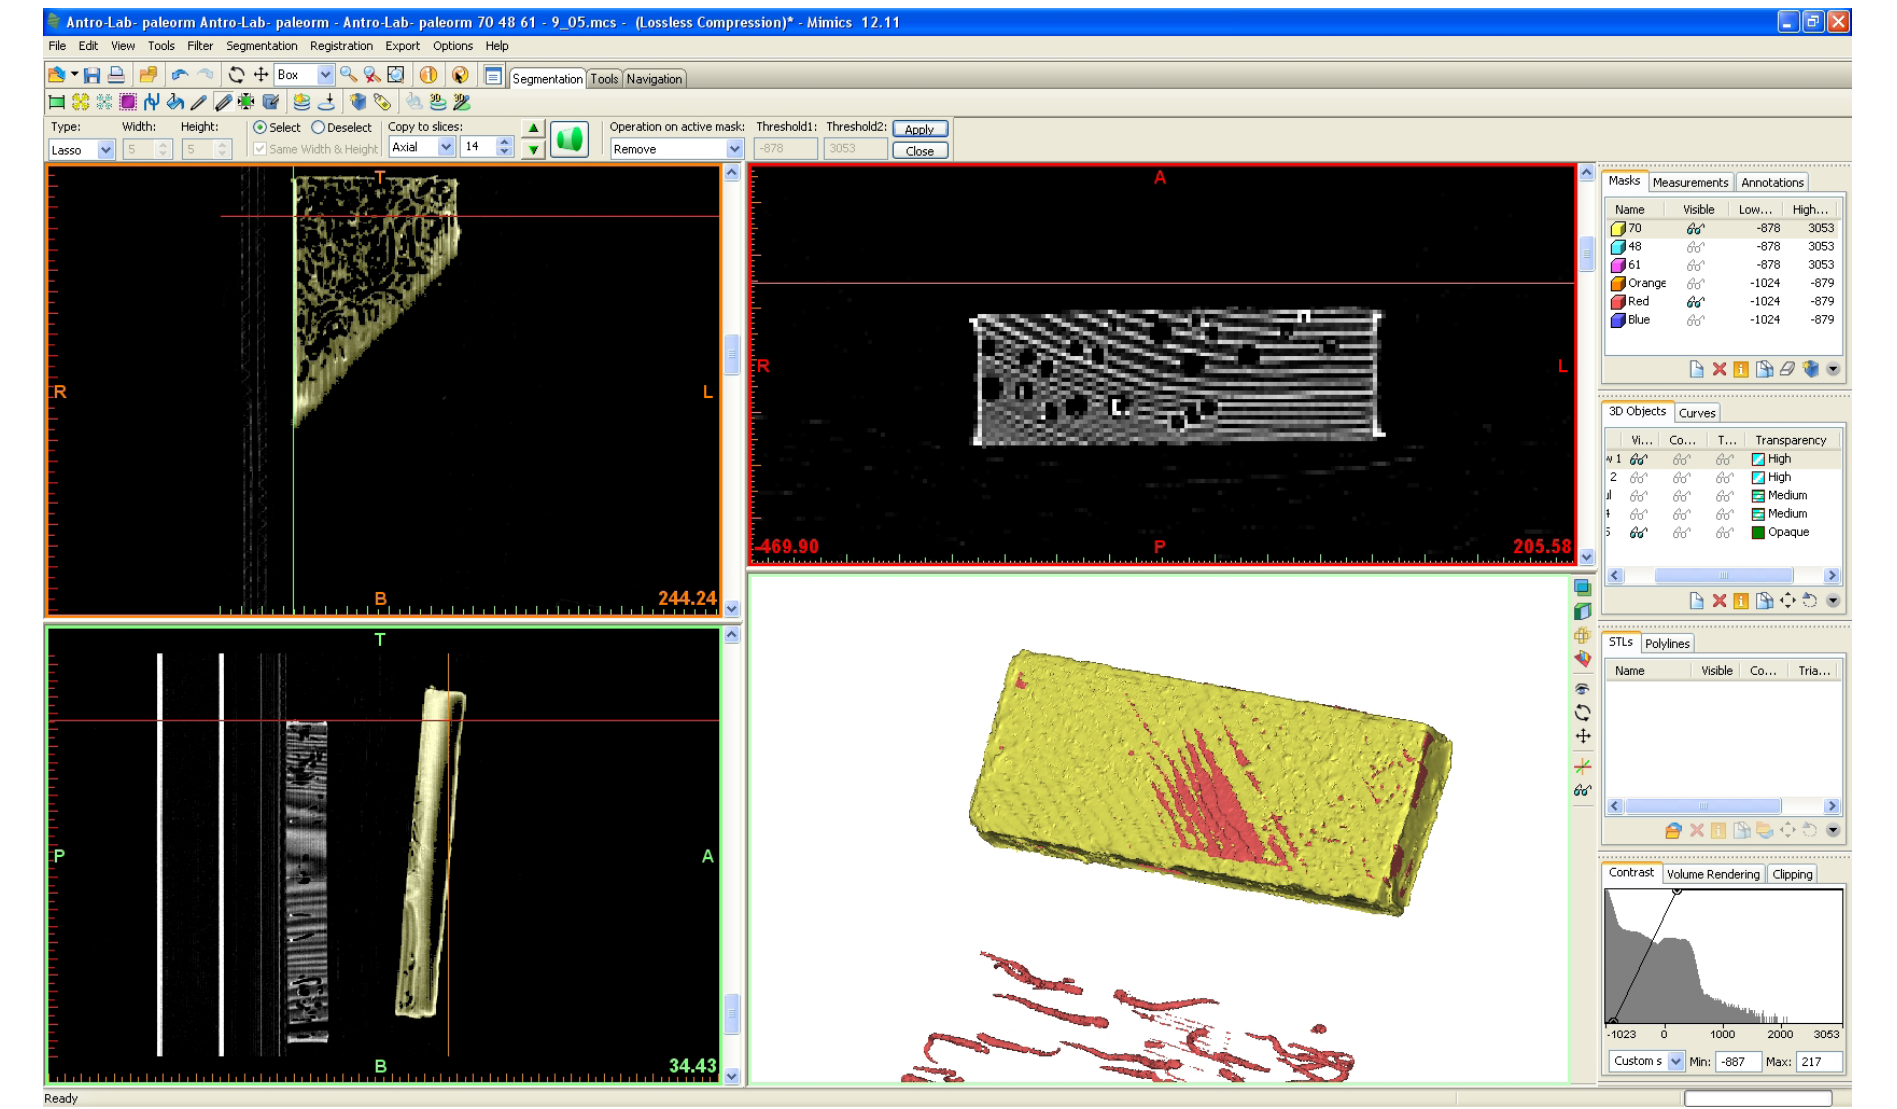 Antro-Lab- paleorm Antro-Lab- paleorm - Antro-Lab- paleorm 70 48 61 - 9_05.mcs - (Lossless Compression)* - Mimics 12.11
File Edit View Tools Filter Segmentation Registration Export Options Help
Box
Segmentation Tools Navigation
Type: Width: Height: Select Deselect Copy to slices: Operation on active mask: Threshold1: Threshold2: Apply
Lasso 5 5 Same Width & Height Axial 14 Remove -878 3053 Close
T
R
L
B
244.24
A
R
L
P
-469.90
205.58
T
P
A
B
34.43
Masks Measurements Annotations
Name Visible Low... High...
70 -878 3053
48 -878 3053
61 -878 3053
Orange -1024 -879
Red -1024 -879
Blue -1024 -879
3D Objects Curves
Vi... Co... T... Transparency
1 High
2 High
Medium
Medium
Opaque
STLs Polylines
Name Visible Co... Tria...
Contrast Volume Rendering Clipping
-1023 0 1000 2000 3053
Custom s Min: -887 Max: 217
Ready